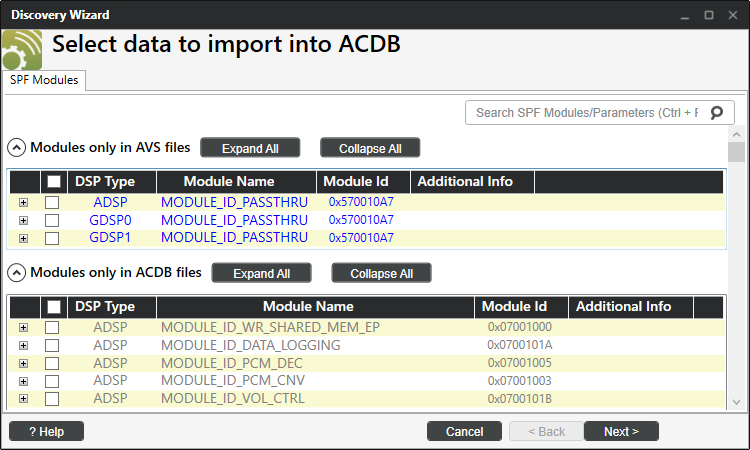 Discovery Wizard
Select data to import into ACDB
SPF Modules
Search SPF Modules/Parameters (Ctrl + F
Modules only in AVS files Expand All Collapse All
DSP Type Module Name Module Id Additional Info
ADSP MODULE_ID_PASSTHRU 0x570010A7
GDSP0 MODULE_ID_PASSTHRU 0x570010A7
GDSP1 MODULE_ID_PASSTHRU 0x570010A7
Modules only in ACDB files Expand All Collapse All
DSP Type Module Name Module Id Additional Info
ADSP MODULE_ID_WR_SHARED_MEM_EP 0x07001000
ADSP MODULE_ID_DATA_LOGGING 0x0700101A
ADSP MODULE_ID_PCM_DEC 0x07001005
ADSP MODULE_ID_PCM_CNV 0x07001003
ADSP MODULE_ID_VOL_CTRL 0x0700101B
? Help Cancel < Back Next >